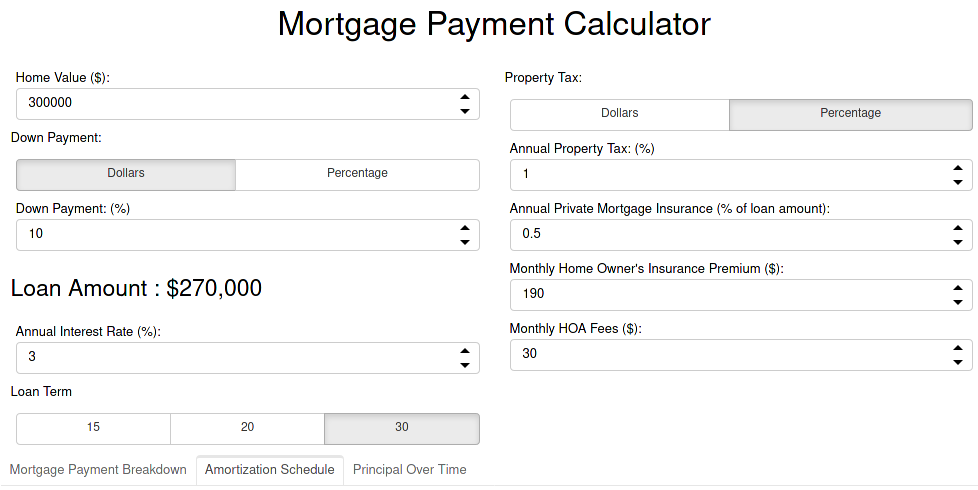 Mortgage Payment Calculator
Home Value ($):
300000
Down Payment:
Dollars Percentage
Down Payment: (%)
10
Loan Amount : $270,000
Annual Interest Rate (%):
3
Loan Term
15 20 30
Property Tax:
Dollars Percentage
Annual Property Tax: (%)
1
Annual Private Mortgage Insurance (% of loan amount):
0.5
Monthly Home Owner's Insurance Premium ($):
190
Monthly HOA Fees ($):
30
Mortgage Payment Breakdown Amortization Schedule Principal Over Time